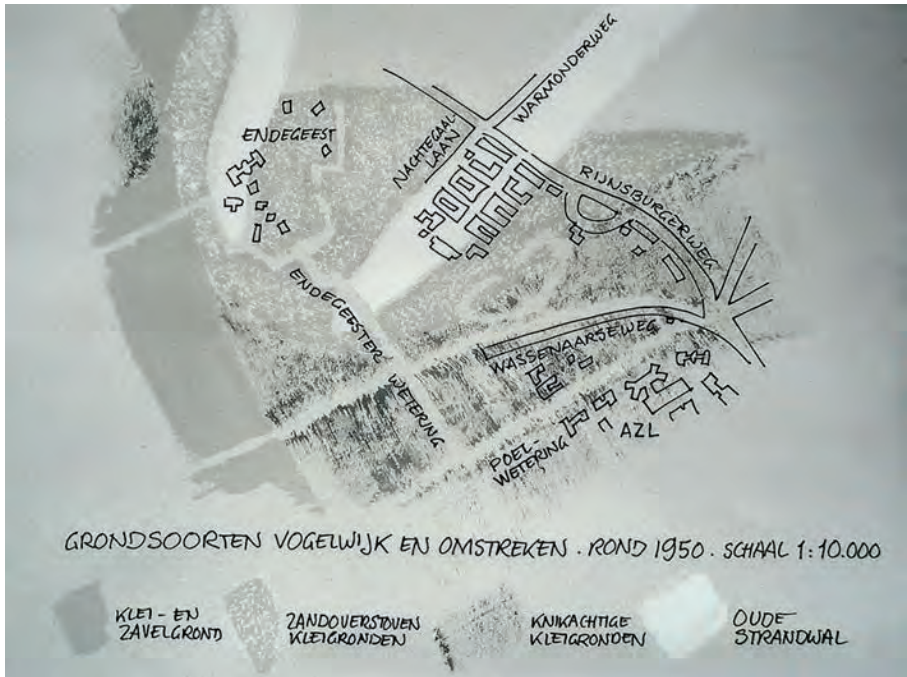 WARMONDERWEG
ENDEGEEST
NACHTEGAAL
LAAN
RIJNSBURGERWEG
ENDEGEESTER
WETERING
WASSENAARSEWEG
POEL-
WETERING
AZL
GRONDSOORTEN VOGELWIJK EN OMSTREKEN. ROND 1950. SCHAAL 1:10.000
KLEI- EN
ZAVELGROND
ZANDOVERSTOVEN
KLEIGRONDEN
KNIKACHTIGE
KLEIGRONDEN
OUDE
STRANDWAL